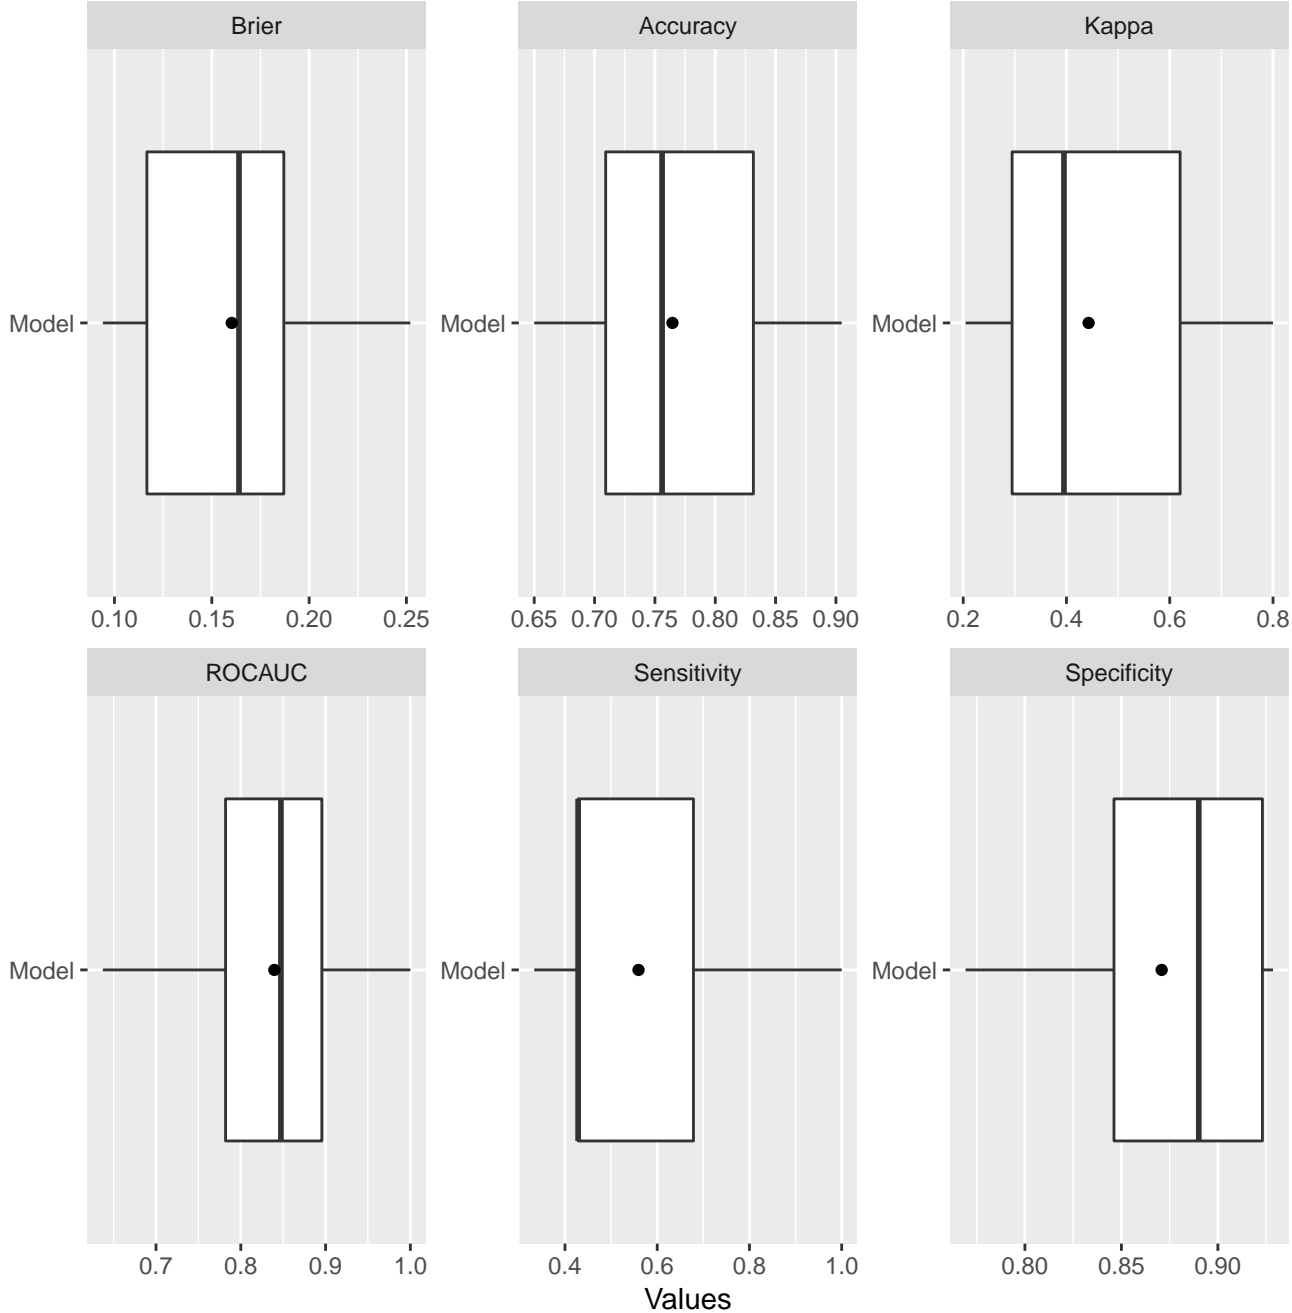 Brier Accuracy Kappa
Model Model Model
0.10 0.15 0.20 0.25 0.65 0.70 0.75 0.80 0.85 0.90 0.2 0.4 0.6 0.8
ROCAUC Sensitivity Specificity
Model Model Model
0.7 0.8 0.9 1.0 0.4 0.6 0.8 1.0 0.80 0.85 0.90
Values